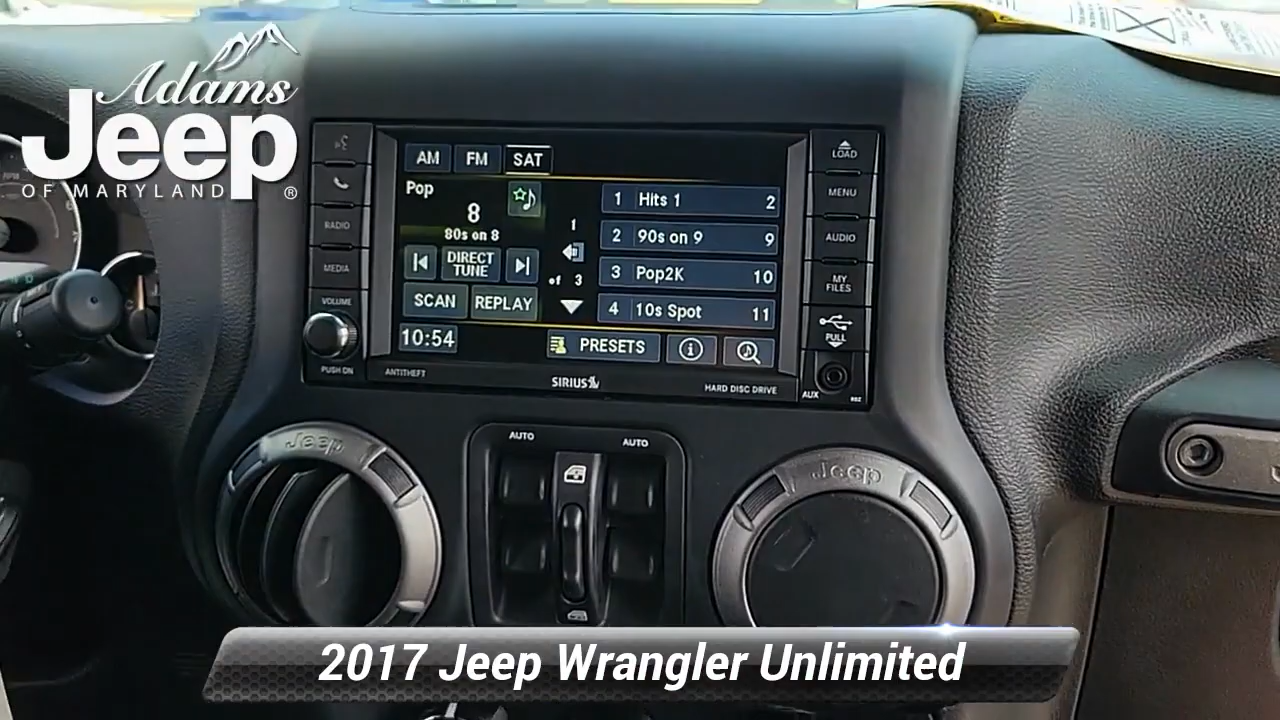 Adams
Jeep
OF MARYLAND ®
AM FM SAT
Pop
8
80s on 8
DIRECT TUNE
SCAN REPLAY
10:54
1
of 3
1 Hits 1 2
2 90s on 9 9
3 Pop2K 10
4 10s Spot 11
PRESETS
RADIO
MEDIA
VOLUME
PUSH ON
ANTITHEFT
SIRIUS
HARD DISC DRIVE
LOAD
MENU
AUDIO
MY FILES
PULL
AUX
AUTO AUTO
Jeep
Jeep
2017 Jeep Wrangler Unlimited